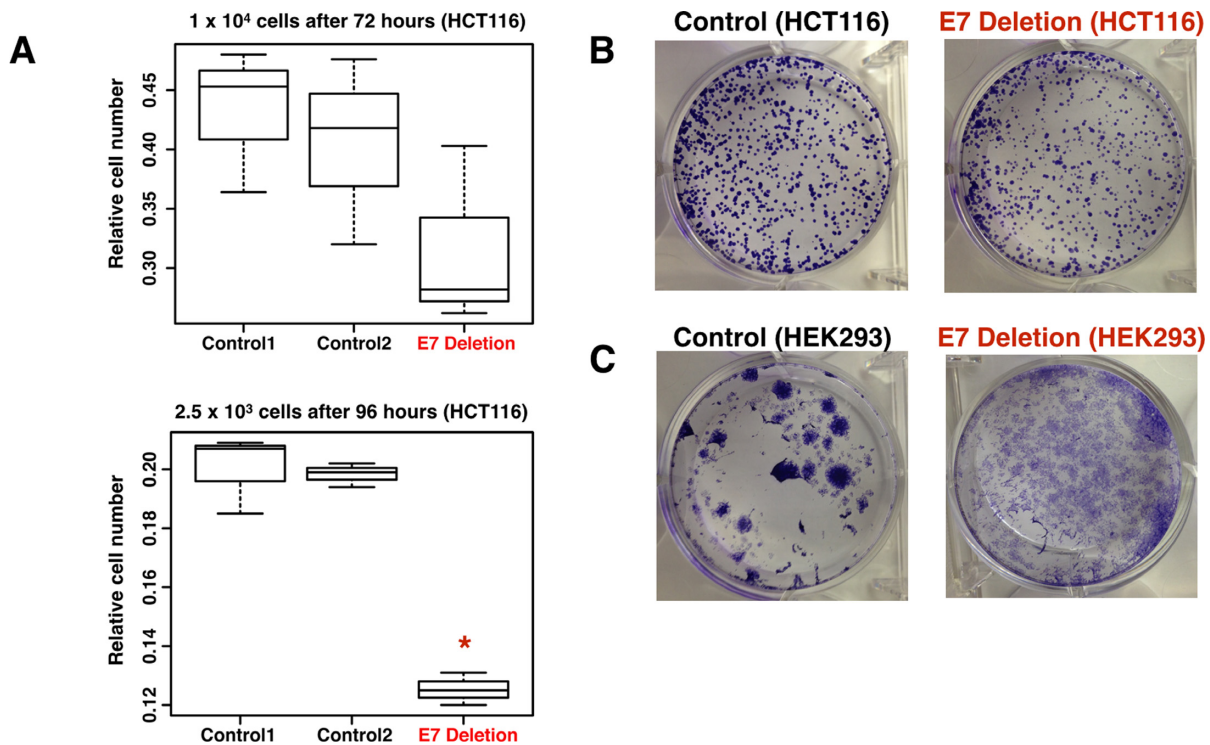 A
1 x 10⁴ cells after 72 hours (HCT116)
Relative cell number
0.45
0.40
0.35
0.30
Control1 Control2 E7 Deletion
2.5 x 10³ cells after 96 hours (HCT116)
Relative cell number
0.20
0.18
0.16
0.14
0.12
*
Control1 Control2 E7 Deletion
B
Control (HCT116) E7 Deletion (HCT116)
C
Control (HEK293) E7 Deletion (HEK293)